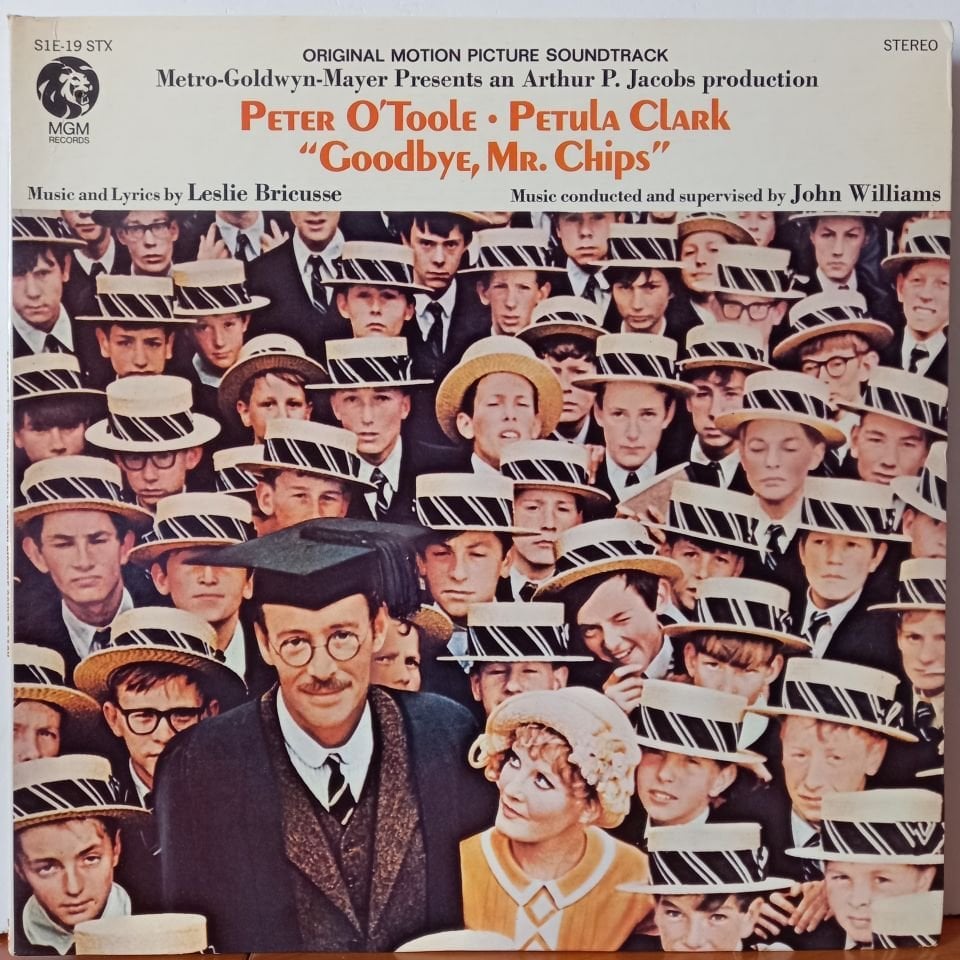 S1E-19 STX
STEREO
ORIGINAL MOTION PICTURE SOUNDTRACK
Metro-Goldwyn-Mayer Presents an Arthur P. Jacobs production
PETER O'TOOLE • PETULA CLARK
"GOODBYE, MR. CHIPS"
MGM
RECORDS
Music and Lyrics by Leslie Bricusse
Music conducted and supervised by John Williams